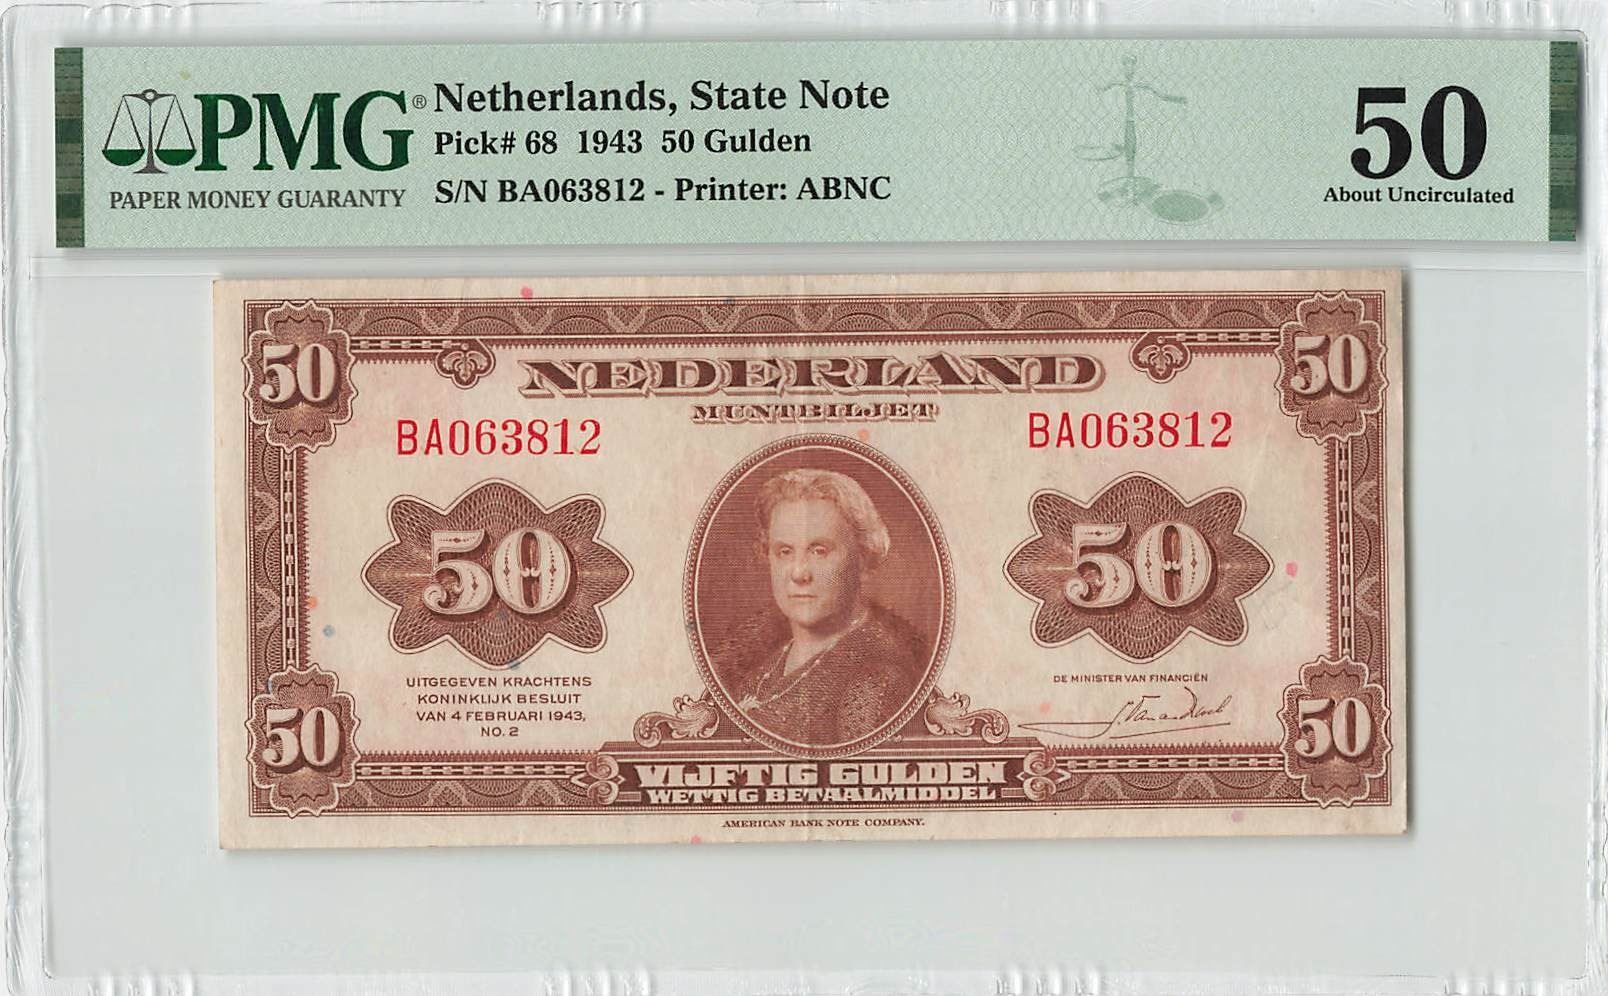 PMG®
PAPER MONEY GUARANTY
Netherlands, State Note
Pick# 68 1943 50 Gulden
S/N BA063812 - Printer: ABNC
50
About Uncirculated
50
50
NEDERLAND
MUNTBILJET
BA063812
BA063812
50
50
UITGEGEVEN KRACHTENS
KONINKLIJK BESLUIT
VAN 4 FEBRUARI 1943,
NO. 2
DE MINISTER VAN FINANCIËN
50
50
VIJFTIG GULDEN
WETTIG BETAALMIDDEL
AMERICAN BANK NOTE COMPANY.